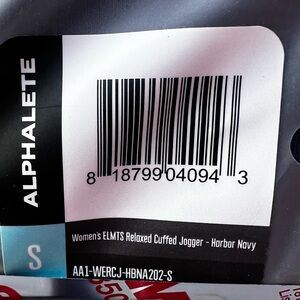 ALPHALETE
S
8 18799 04094 3
Women's ELMTS Relaxed Cuffed Jogger - Harbor Navy
AA1-WERCJ-HBNA202-S